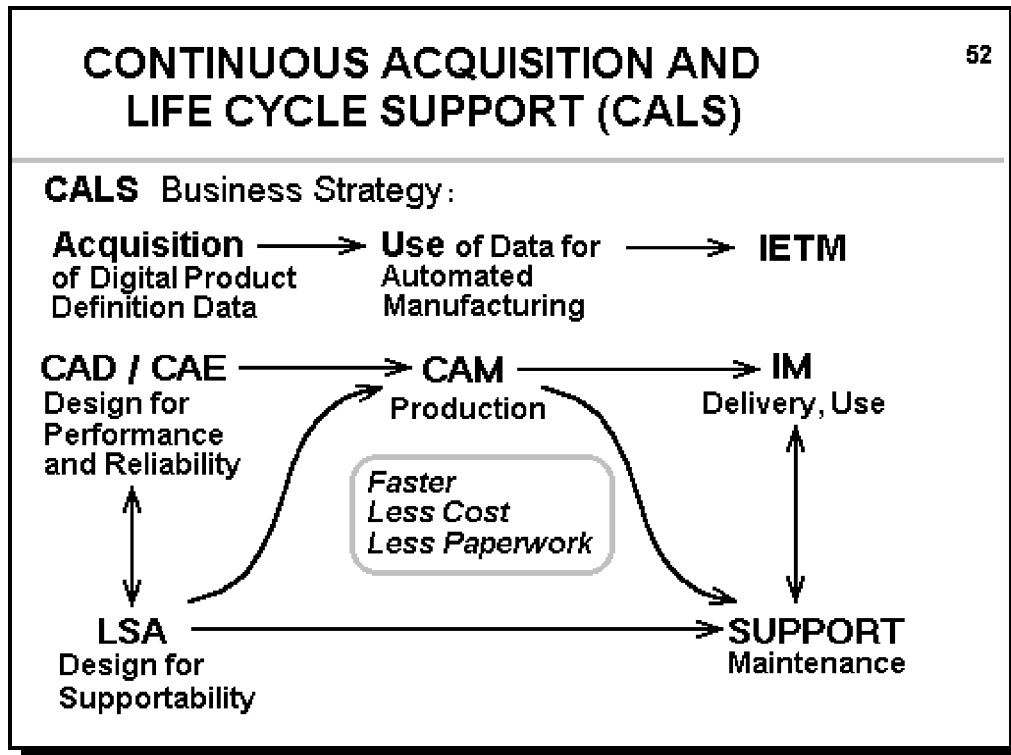 CONTINUOUS ACQUISITION AND
LIFE CYCLE SUPPORT (CALS)
52
CALS Business Strategy:
Acquisition
of Digital Product
Definition Data
Use of Data for
Automated
Manufacturing
IETM
CAD / CAE
Design for
Performance
and Reliability
CAM
Production
IM
Delivery, Use
Faster
Less Cost
Less Paperwork
LSA
Design for
Supportability
SUPPORT
Maintenance